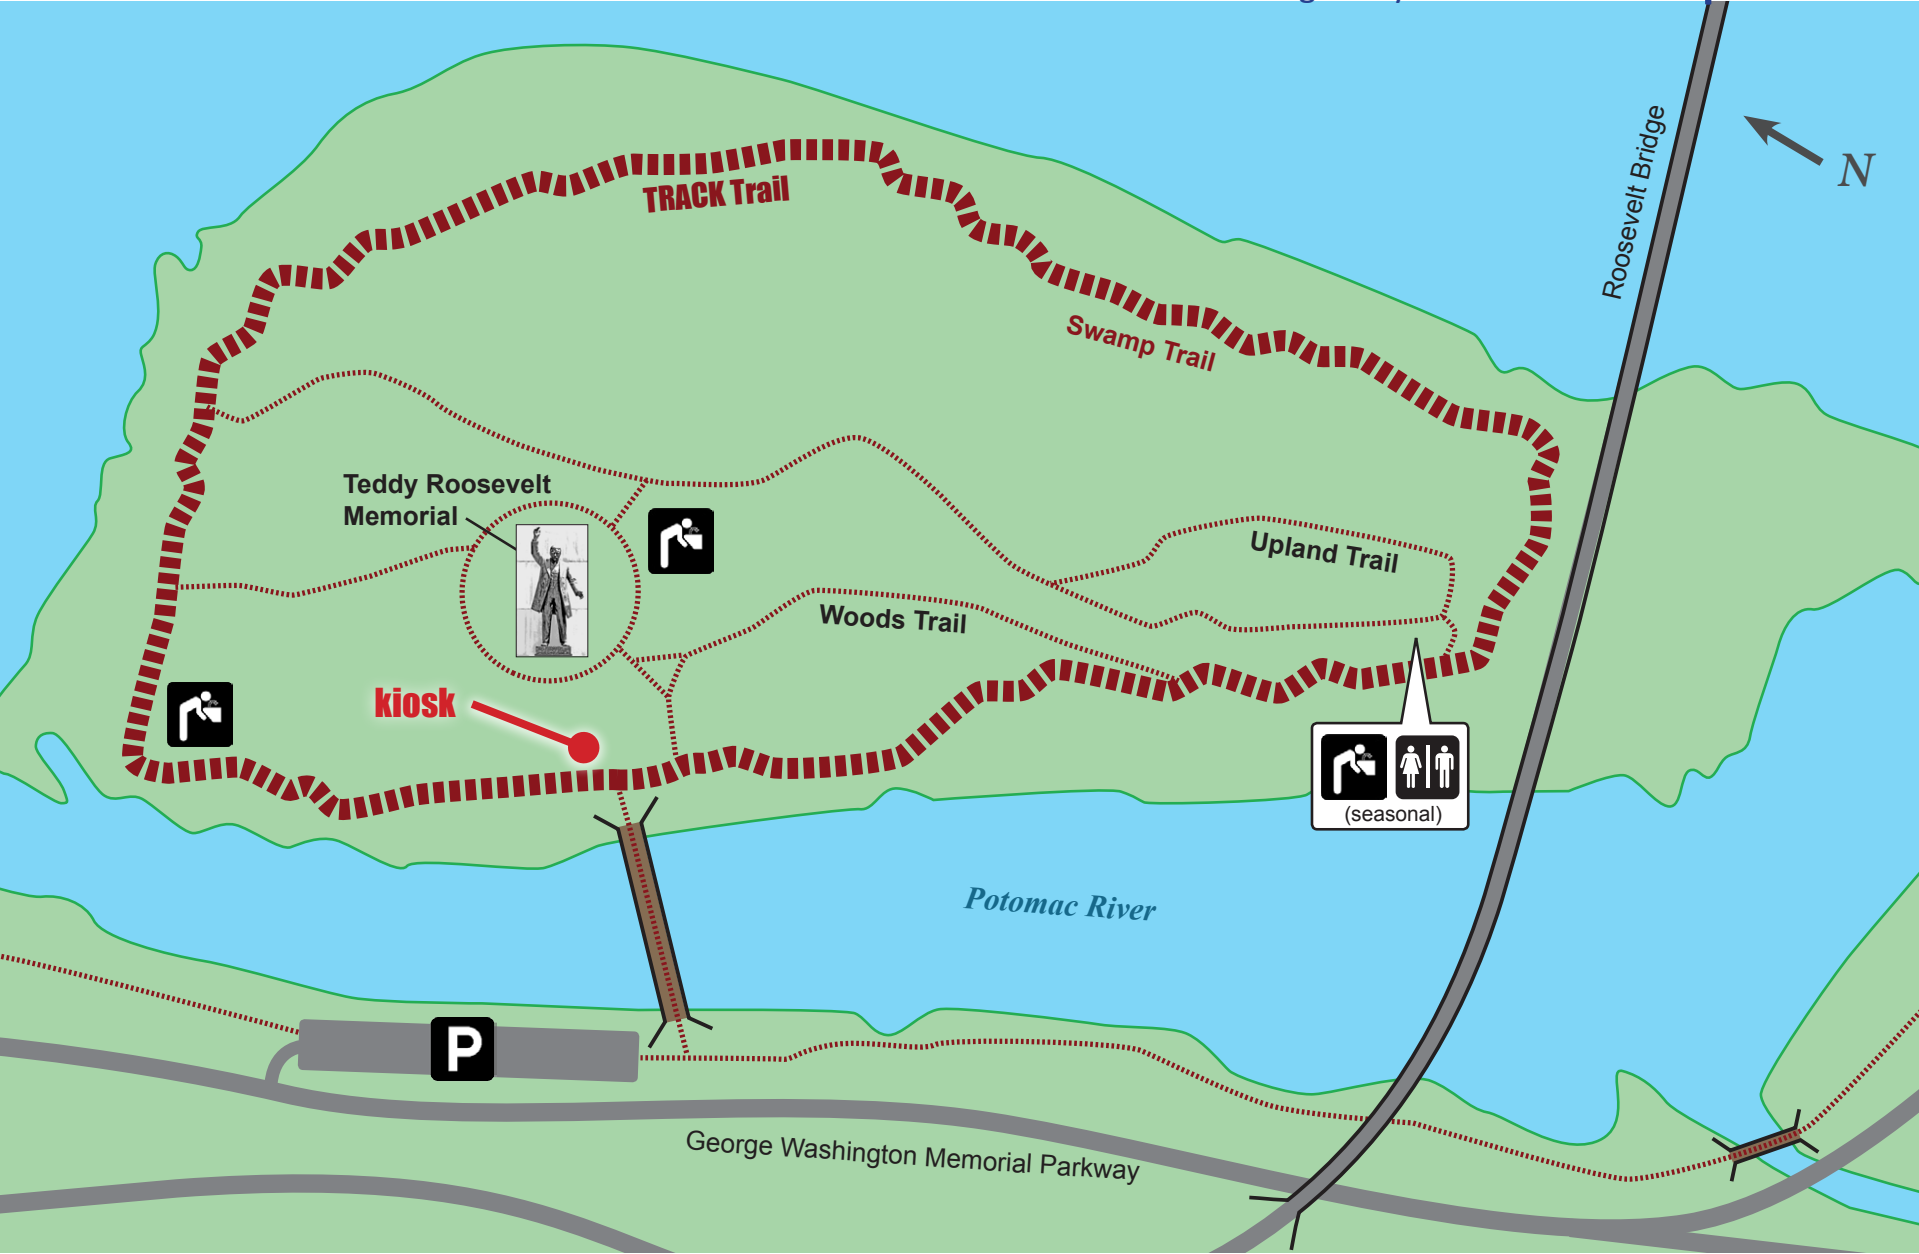 Roosevelt Bridge
N
TRACK Trail
Swamp Trail
Teddy Roosevelt
Memorial
Upland Trail
Woods Trail
kiosk
(seasonal)
Potomac River
P
George Washington Memorial Parkway